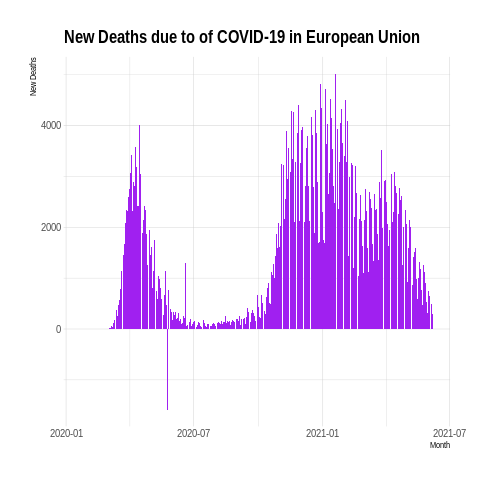 New Deaths due to of COVID-19 in European Union
New Deaths
4000
2000
0
2020-01
2020-07
2021-01
2021-07
Month